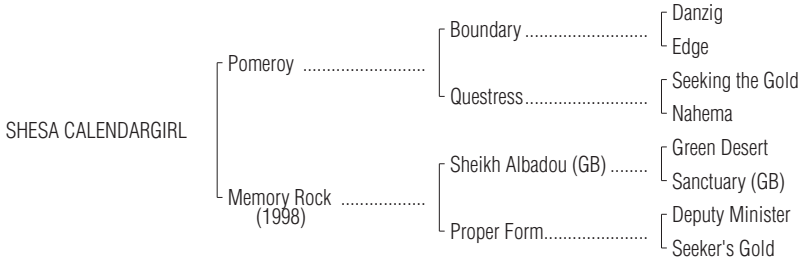 Danzig
Boundary ..............................
Edge
Pomeroy ..............................
Seeking the Gold
Questress..............................
Nahema
SHESA CALENDARGIRL
Green Desert
Sheikh Albadou (GB) .........
Sanctuary (GB)
Memory Rock .....................
(1998)
Deputy Minister
Proper Form.........................
Seeker's Gold